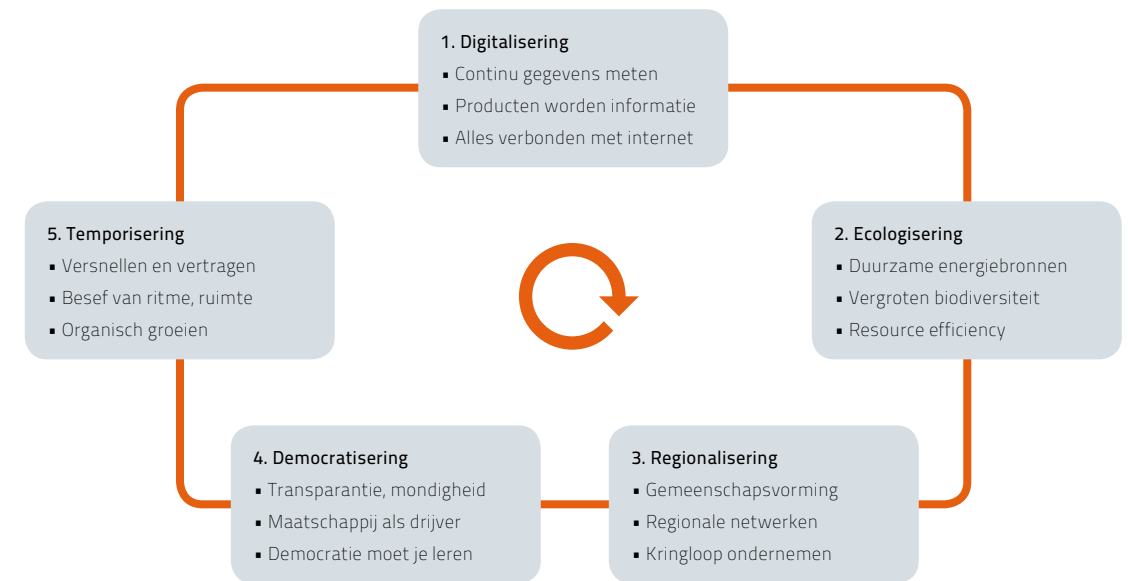 1. Digitalisering
▪ Continu gegevens meten
▪ Producten worden informatie
▪ Alles verbonden met internet
2. Ecologisering
▪ Duurzame energiebronnen
▪ Vergroten biodiversiteit
▪ Resource efficiency
3. Regionalisering
▪ Gemeenschapsvorming
▪ Regionale netwerken
▪ Kringloop ondernemen
4. Democratisering
▪ Transparantie, mondigheid
▪ Maatschappij als drijver
▪ Democratie moet je leren
5. Temporisering
▪ Versnellen en vertragen
▪ Besef van ritme, ruimte
▪ Organisch groeien